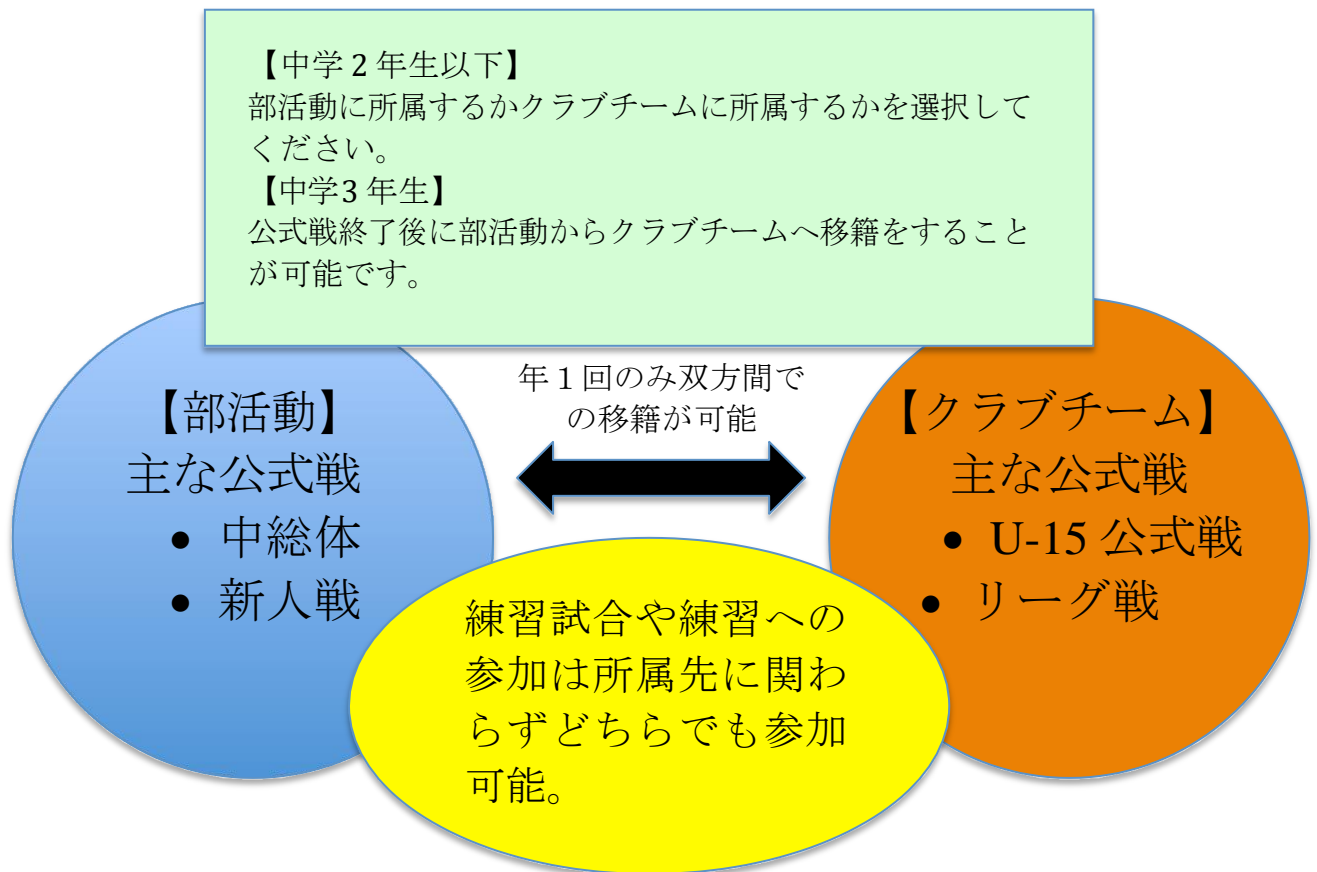 【中学2年生以下】
部活動に所属するかクラブチームに所属するかを選択して
ください。
【中学3年生】
公式戦終了後に部活動からクラブチームへ移籍をすること
が可能です。
年１回のみ双方間で
の移籍が可能
【部活動】
主な公式戦
• 中総体
• 新人戦
【クラブチーム】
主な公式戦
• U-15 公式戦
• リーグ戦
練習試合や練習への
参加は所属先に関わ
らずどちらでも参加
可能。